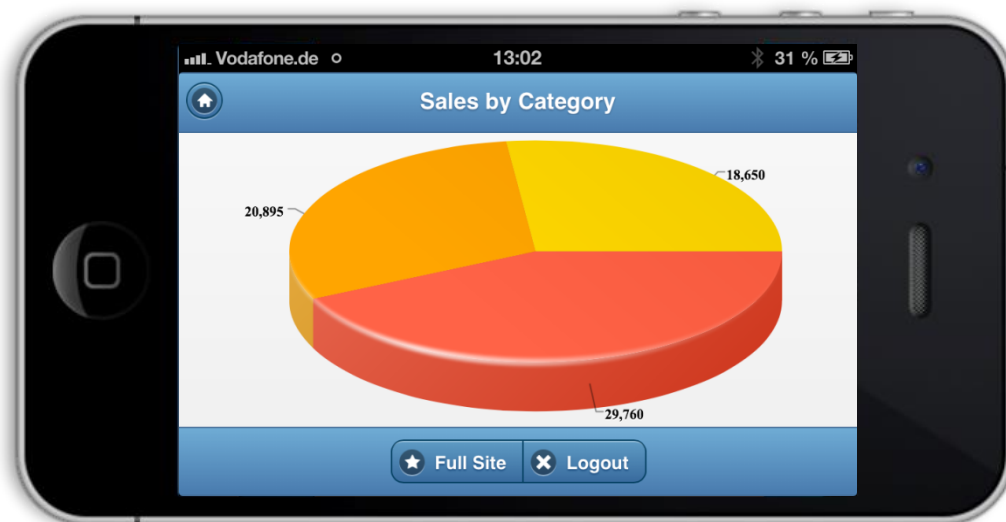 Vodafone.de 13:02 31 %
Sales by Category
18,650
20,895
29,760
Full Site Logout